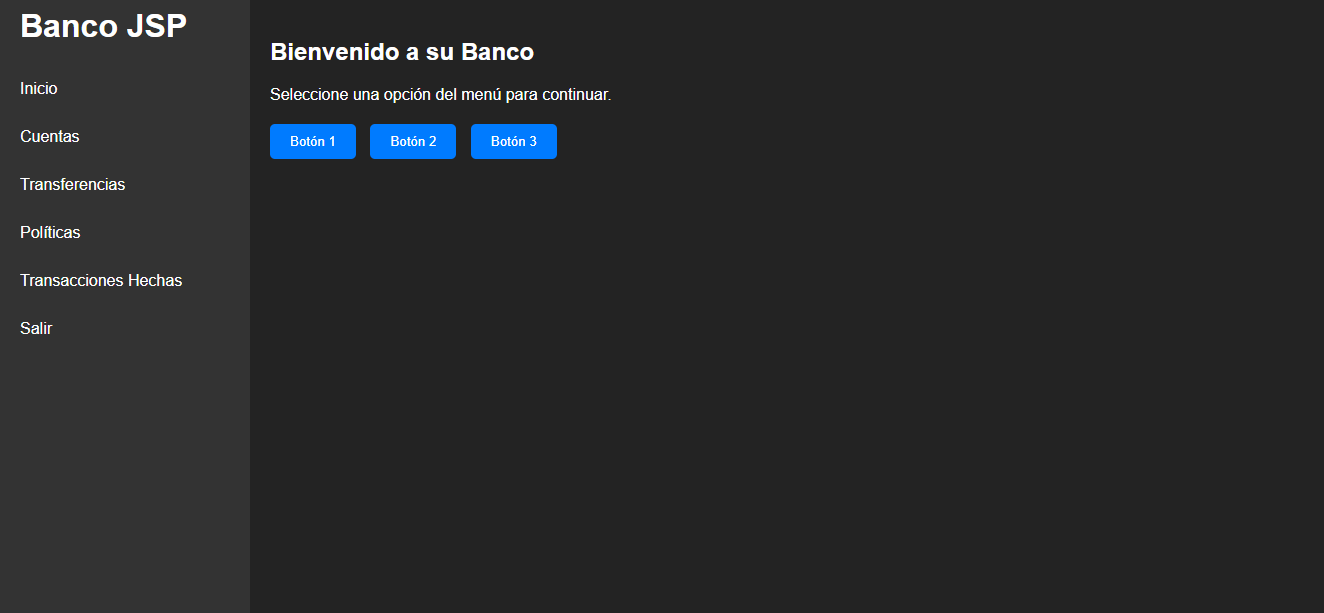 Banco JSP
Inicio
Cuentas
Transferencias
Políticas
Transacciones Hechas
Salir
Bienvenido a su Banco
Seleccione una opción del menú para continuar.
Botón 1 Botón 2 Botón 3